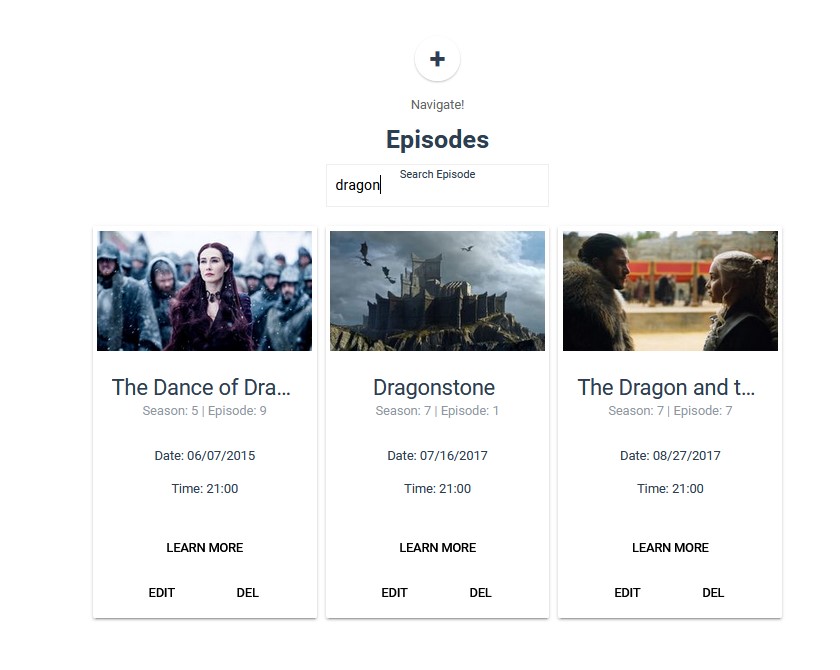 +
Navigate!
Episodes
Search Episode
dragon
The Dance of Dra...
Season: 5 | Episode: 9
Date: 06/07/2015
Time: 21:00
LEARN MORE
EDIT DEL
Dragonstone
Season: 7 | Episode: 1
Date: 07/16/2017
Time: 21:00
LEARN MORE
EDIT DEL
The Dragon and t...
Season: 7 | Episode: 7
Date: 08/27/2017
Time: 21:00
LEARN MORE
EDIT DEL